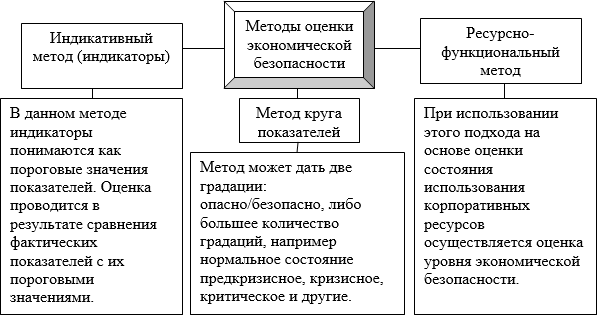 Методы оценки
экономической
безопасности
Индикативный
метод (индикаторы)
В данном методе
индикаторы
понимаются как
пороговые значения
показателей. Оценка
проводится в
результате сравнения
фактических
показателей с их
пороговыми
значениями.
Метод круга
показателей
Метод может дать две
градации:
опасно/безопасно, либо
большее количество
градаций, например
нормальное состояние
предкризисное, кризисное,
критическое и другие.
Ресурсно-
функциональный
метод
При использовании
этого подхода на
основе оценки
состояния
использования
корпоративных
ресурсов
осуществляется оценка
уровня экономической
безопасности.